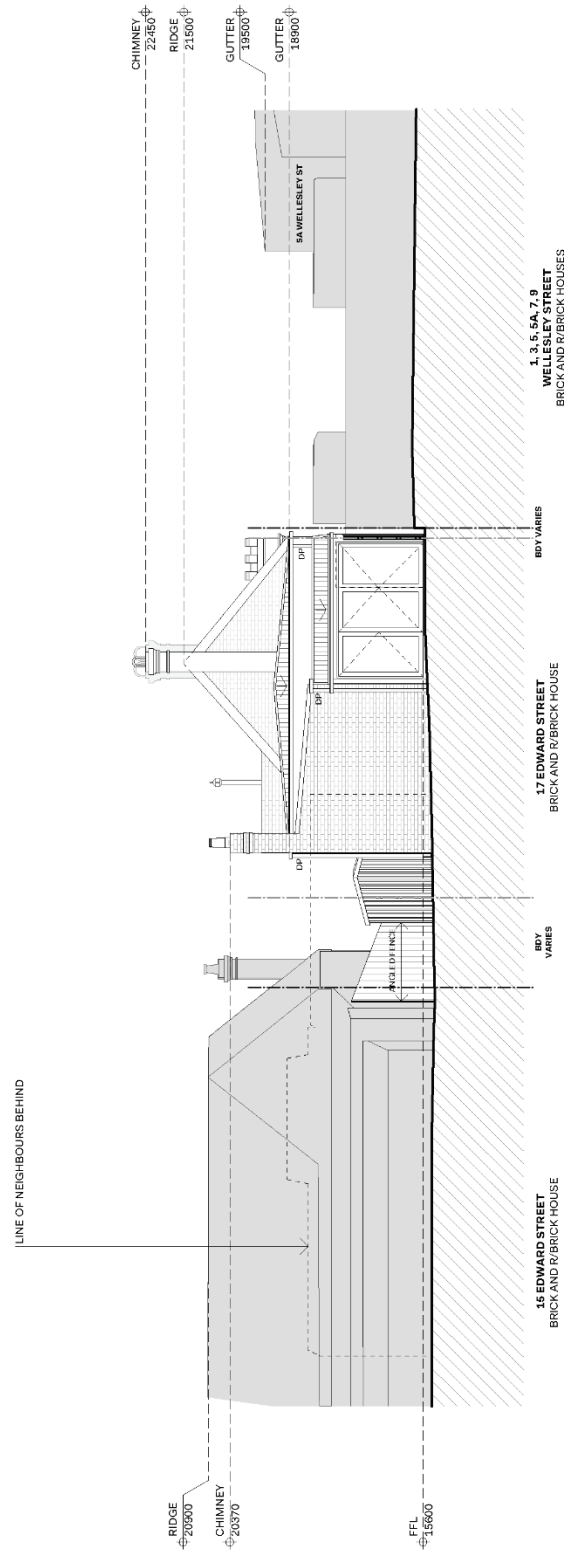 CHIMNEY
22450
RIDGE
21500
GUTTER
19500
GUTTER
18900
5A WELLESLEY ST
1, 3, 5, 5A, 7, 9
WELLESLEY STREET
BRICK AND R/BRICK HOUSES
BDY VARIES
DP
DP
DP
17 EDWARD STREET
BRICK AND R/BRICK HOUSE
BDY
VARIES
ANGLED FENCE
LINE OF NEIGHBOURS BEHIND
15 EDWARD STREET
BRICK AND R/BRICK HOUSE
RIDGE
20900
CHIMNEY
20370
FFL
15600